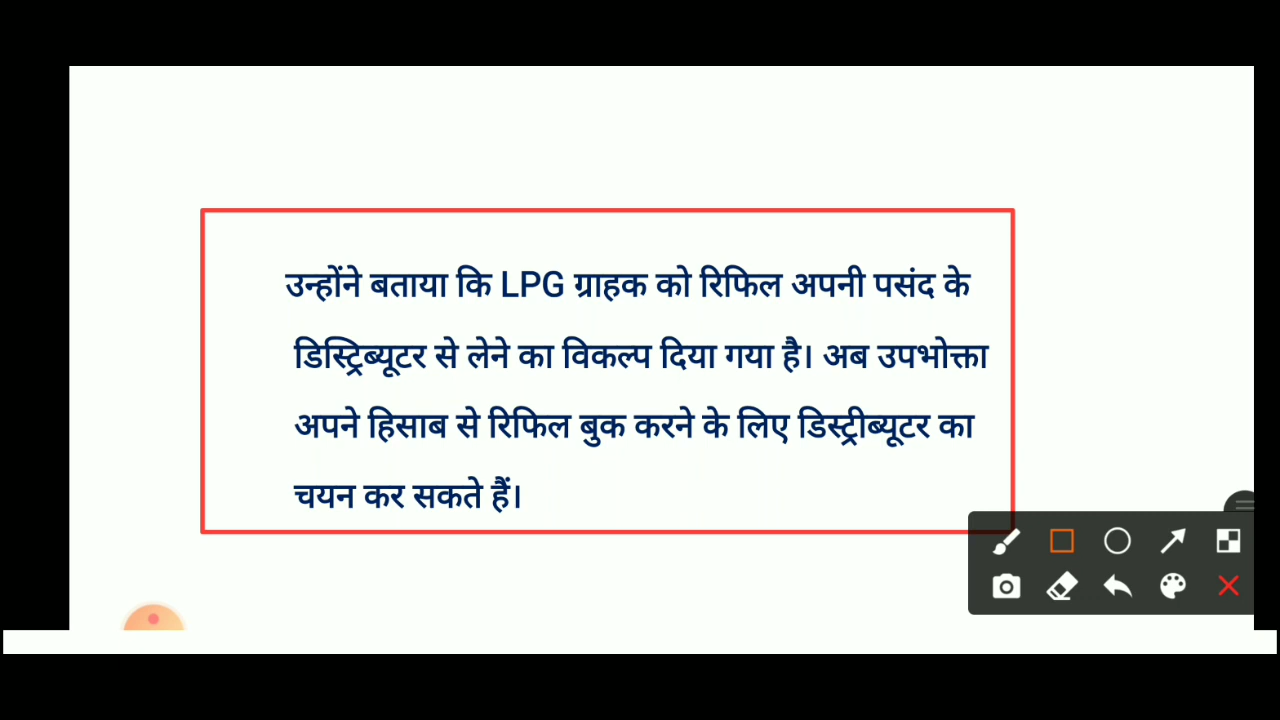 उन्होंने बताया कि LPG ग्राहक को रिफिल अपनी पसंद के
डिस्ट्रिब्यूटर से लेने का विकल्प दिया गया है। अब उपभोक्ता
अपने हिसाब से रिफिल बुक करने के लिए डिस्ट्रीब्यूटर का
चयन कर सकते हैं।